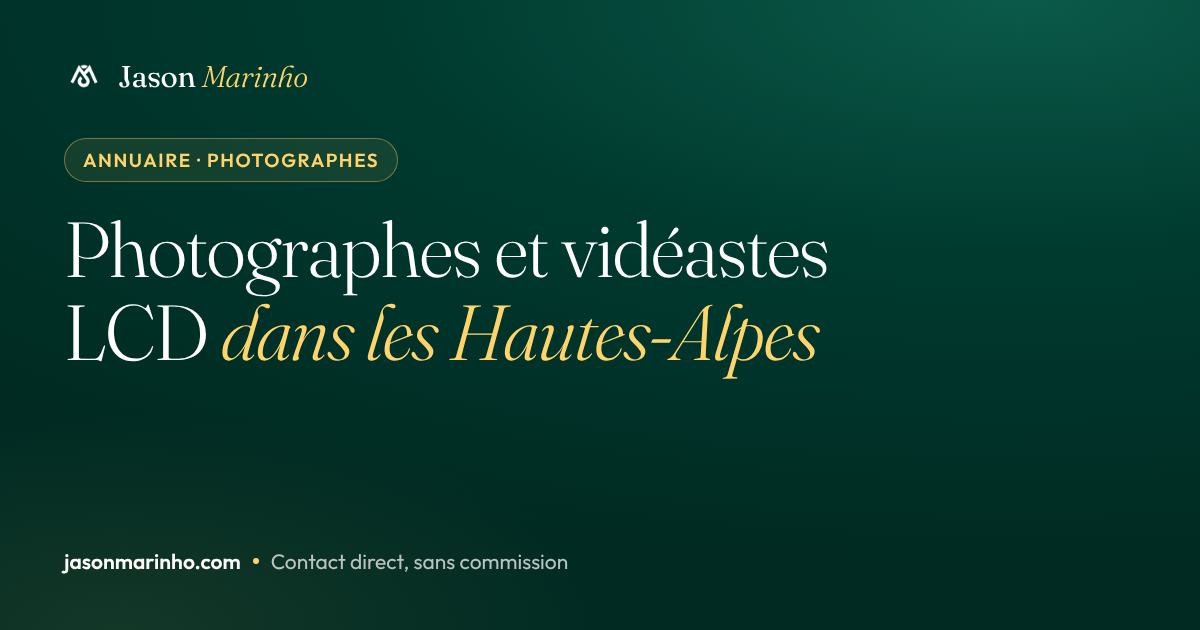 Jason Marinho
ANNUAIRE · PHOTOGRAPHES
Photographes et vidéastes
LCD dans les Hautes-Alpes
jasonmarinho.com • Contact direct, sans commission